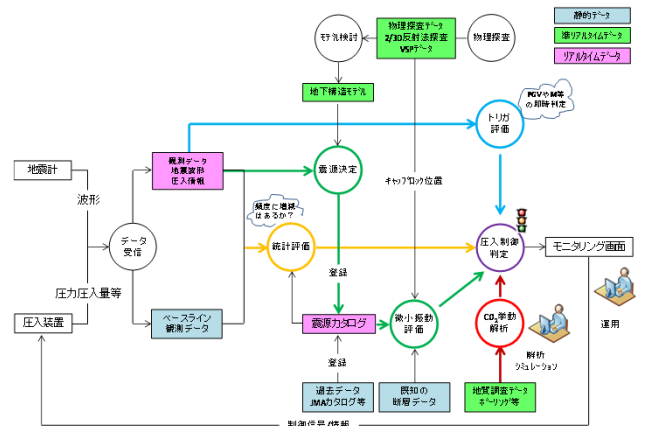 静的データ
準リアルタイムデータ
リアルタイムデータ
モデル検討
物理探査データ
2/3D反射法探査
VSPデータ
物理探査
地下構造モデル
PGVやM等
の即時判定
トリガ
評価
地震計
波形
観測データ
地震波形
圧入情報
震源決定
キャップロック位置
頻度に増減
はあるか?
データ
受信
統計評価
圧入制御
判定
モニタリング画面
登録
圧力圧入量等
圧入装置
ベースライン
観測データ
震源カタログ
微小振動
評価
CO2挙動
解析
運用
解析
シミュレーション
登録
過去データ
JMAカタログ等
既知の
断層データ
地質調査データ
ボーリング等
制御信号/情報